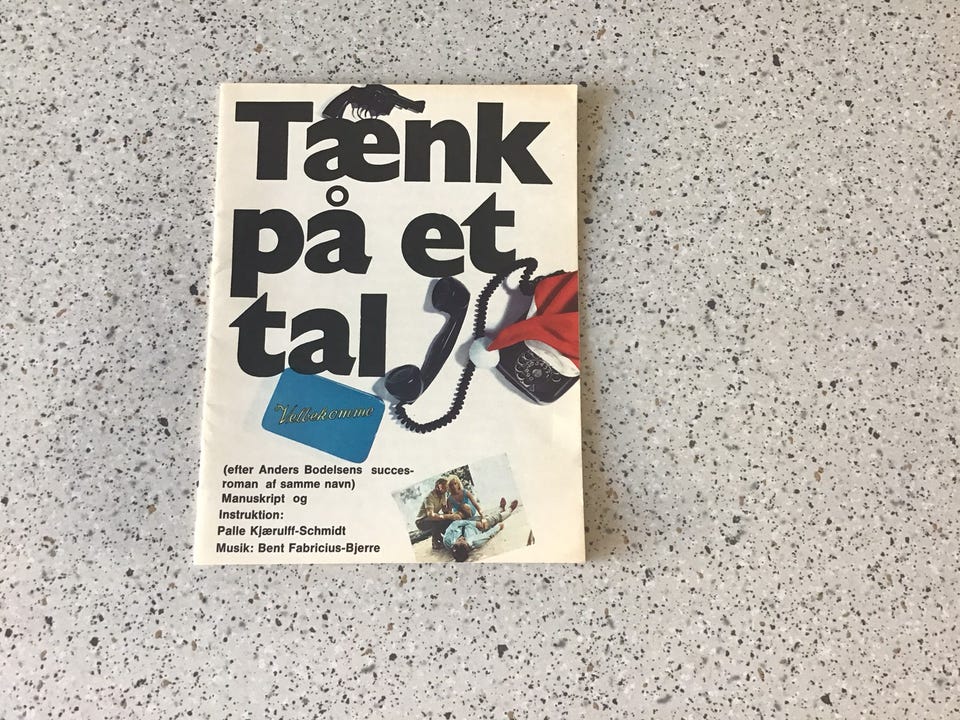 Tænk
på et
tal
Velbekomme
(efter Anders Bodelsens succes-
roman af samme navn)
Manuskript og
Instruktion:
Palle Kjærulff-Schmidt
Musik: Bent Fabricius-Bjerre